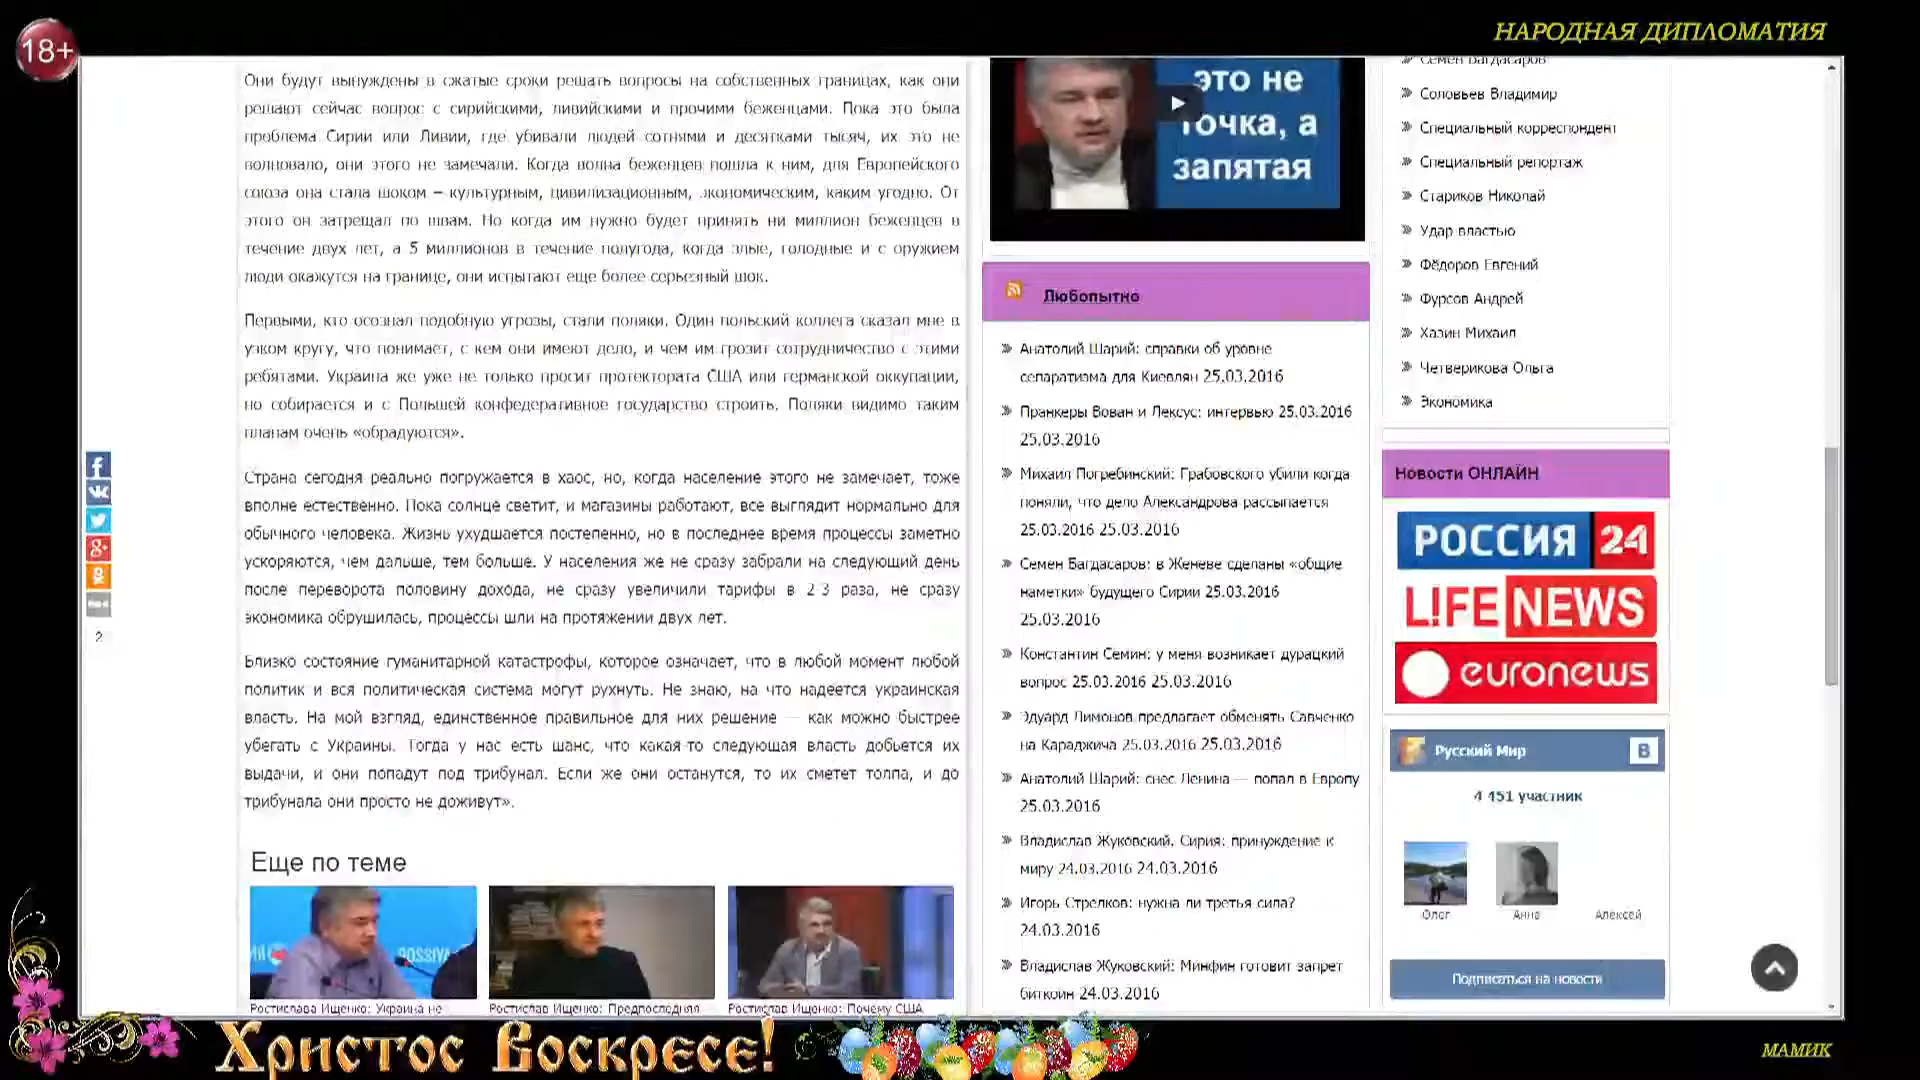 18+
НАРОДНАЯ ДИПЛОМАТИЯ
Они будут вынуждены в сжатые сроки решать вопросы на собственных границах, как они
решают сейчас вопрос с сирийскими, ливийскими и прочими беженцами. Пока это была
проблема Сирии или Ливии, где убивали людей сотнями и десятками тысяч, их это не
волновало, они этого не замечали. Когда волна беженцев пошла к ним, для Европейского
союза она стала шоком – культурным, цивилизационным, экономическим, каким угодно. От
этого он затрещал по швам. Но когда им нужно будет принять ни миллион беженцев в
течение двух лет, а 5 миллионов в течение полугода, когда злые, голодные и с оружием
люди окажутся на границе, они испытают еще более серьезный шок.
Первыми, кто осознал подобную угрозы, стали поляки. Один польский коллега сказал мне в
узком кругу, что понимает, с кем они имеют дело, и чем им грозит сотрудничество с этими
ребятами. Украина же уже не только просит протектората США или германской оккупации,
но собирается и с Польшей конфедеративное государство строить. Поляки видимо таким
планам очень «обрадуются».
Страна сегодня реально погружается в хаос, но, когда население этого не замечает, тоже
вполне естественно. Пока солнце светит, и магазины работают, все выглядит нормально для
обычного человека. Жизнь ухудшается постепенно, но в последнее время процессы заметно
ускоряются, чем дальше, тем больше. У населения же не сразу забрали на следующий день
после переворота половину дохода, не сразу увеличили тарифы в 2-3 раза, не сразу
экономика обрушилась, процессы шли на протяжении двух лет.
Близко состояние гуманитарной катастрофы, которое означает, что в любой момент любой
политик и вся политическая система могут рухнуть. Не знаю, на что надеется украинская
власть. На мой взгляд, единственное правильное для них решение — как можно быстрее
убегать с Украины. Тогда у нас есть шанс, что какая-то следующая власть добьется их
выдачи, и они попадут под трибунал. Если же они останутся, то их сметет толпа, и до
трибунала они просто не доживут».
2
Еще по теме
Ростислава Ищенко: Украина не
Ростислав Ищенко: Предпоследняя
Ростислав Ищенко: Почему США
это не
точка, а
запятая
Любопытно
Анатолий Шарий: справки об уровне
сепаратизма для Киевлян 25.03.2016
Пранкеры Вован и Лексус: интервью 25.03.2016
25.03.2016
Михаил Погребинский: Грабовского убили когда
поняли, что дело Александрова рассыпается
25.03.2016 25.03.2016
Семен Багдасаров: в Женеве сделаны «общие
наметки» будущего Сирии 25.03.2016
25.03.2016
Константин Семин: у меня возникает дурацкий
вопрос 25.03.2016 25.03.2016
Эдуард Лимонов предлагает обменять Савченко
на Караджича 25.03.2016 25.03.2016
Анатолий Шарий: снес Ленина — попал в Европу
25.03.2016
Владислав Жуковский. Сирия: принуждение к
миру 24.03.2016 24.03.2016
Игорь Стрелков: нужна ли третья сила?
24.03.2016
Владислав Жуковский: Минфин готовит запрет
биткоин 24.03.2016
Семен Багдасаров
Соловьев Владимир
Специальный корреспондент
Специальный репортаж
Стариков Николай
Удар властью
Фёдоров Евгений
Фурсов Андрей
Хазин Михаил
Четверикова Ольга
Экономика
Новости ОНЛАЙН
РОССИЯ 24
L!FE NEWS
euronews
Русский Мир
В
4 451 участник
Олег
Анна
Алексей
Подписаться на новости
Христос Воскресе!
МАМИК